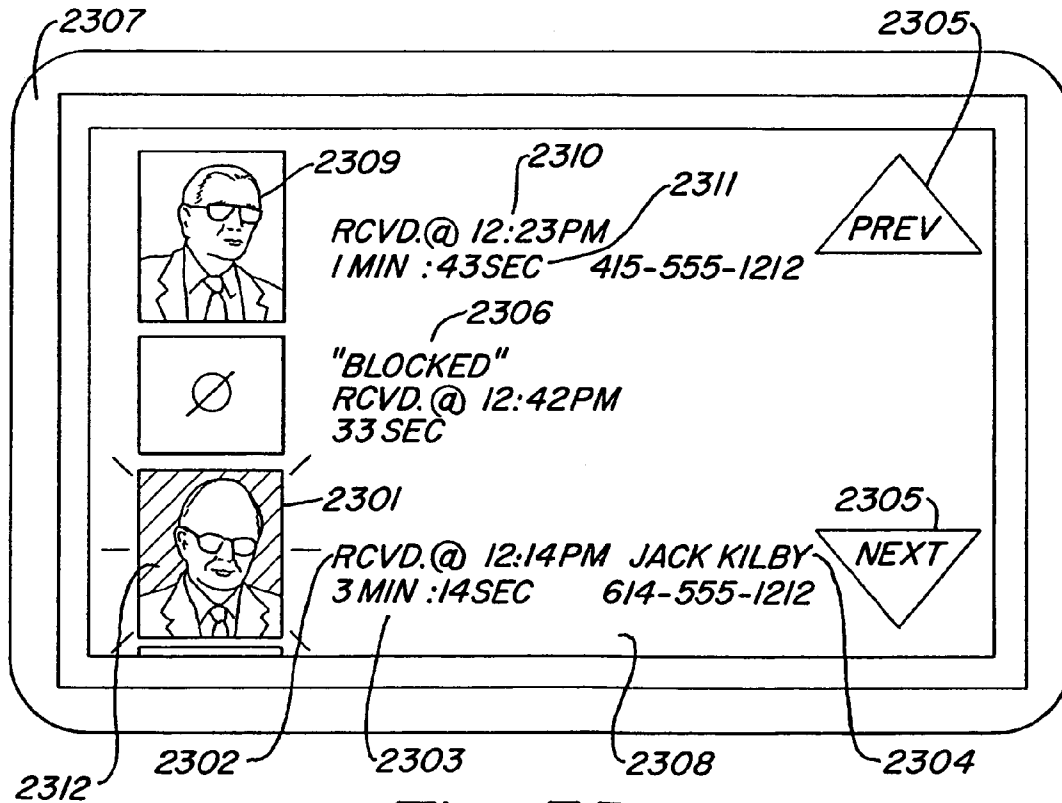 2307
2305
2309
2310
2311
RCVD.@ 12:23PM
1 MIN :43SEC 415-555-1212
PREV
2306
"BLOCKED"
RCVD.@ 12:42PM
33SEC
2301
2305
RCVD.@ 12:14PM JACK KILBY
3 MIN :14SEC 614-555-1212
NEXT
2312
2302
2303
2308
2304